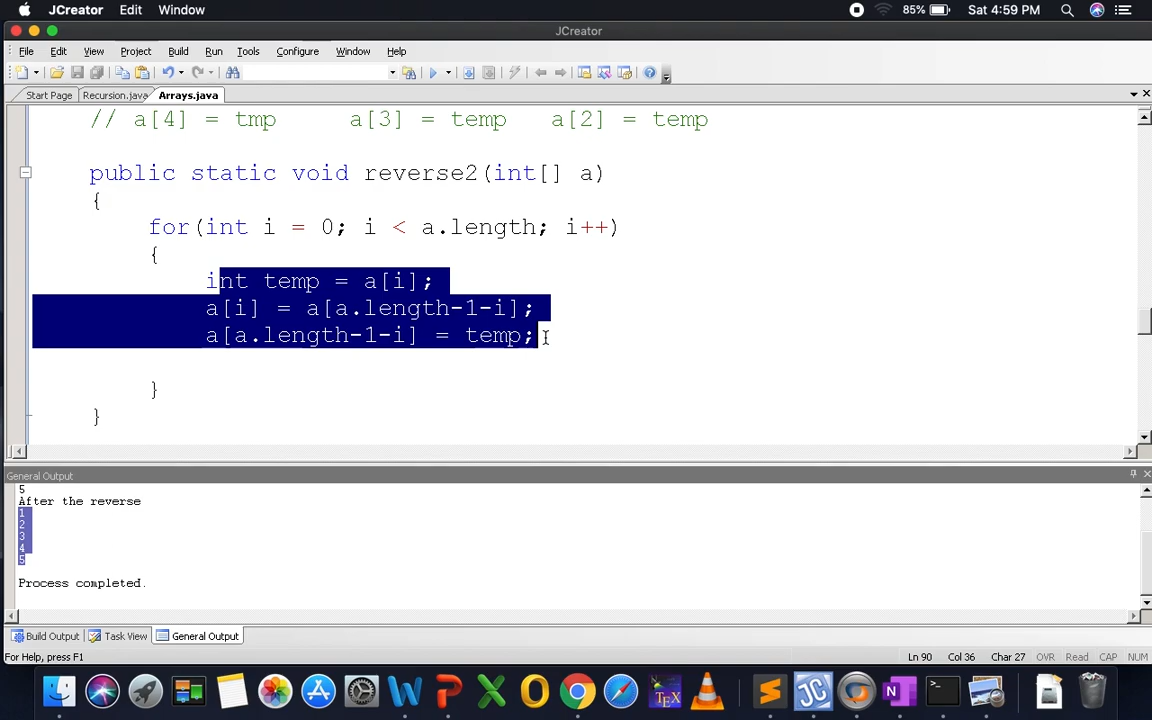 JCreator Edit Window 85% Sat 4:59 PM
JCreator
File Edit View Project Build Run Tools Configure Window Help
Start Page Recursion.java Arrays.java
// a[4] = tmp a[3] = temp a[2] = temp
public static void reverse2(int[] a)
{
for(int i = 0; i < a.length; i++)
{
int temp = a[i];
a[i] = a[a.length-1-i];
a[a.length-1-i] = temp;
}
}
General Output
5
After the reverse
1
2
3
4
5
Process completed.
Build Output Task View General Output
For Help, press F1 Ln 90 Col 36 Char 27 OVR Read CAP NUM